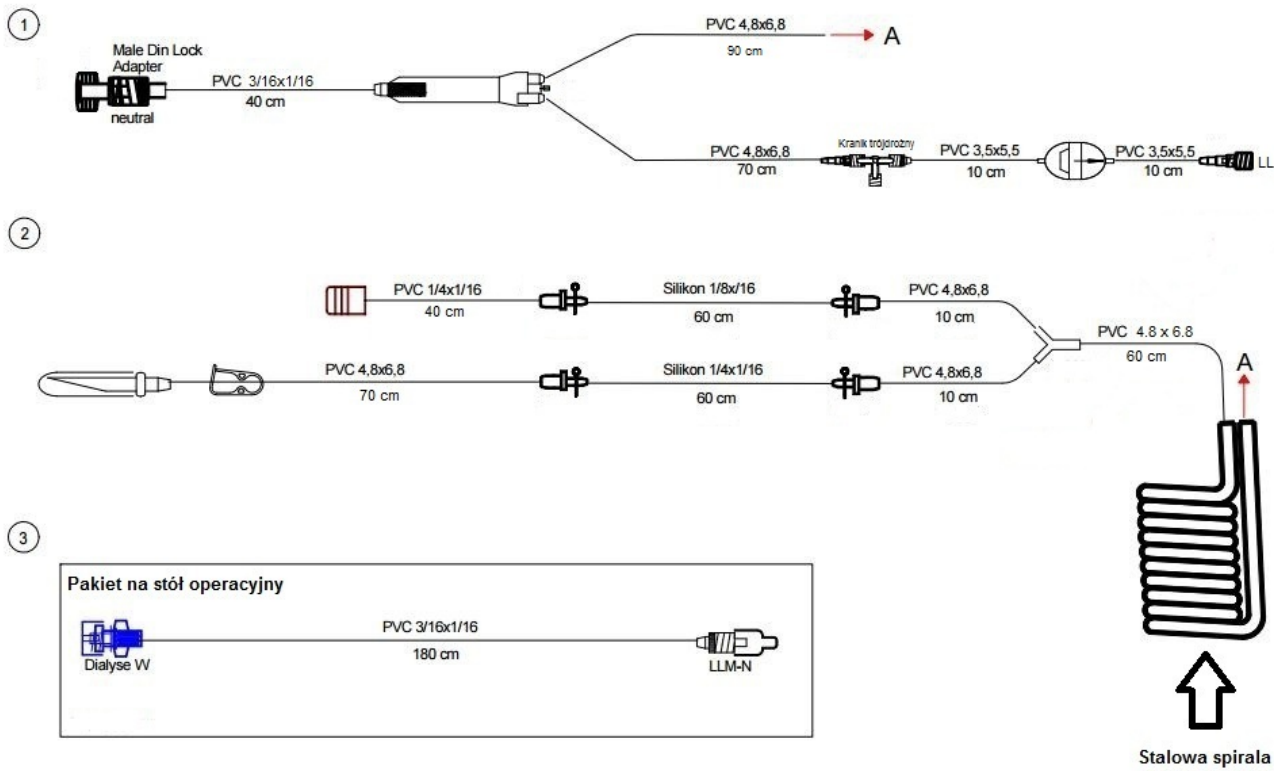 1
PVC 4,8x6,8
90 cm
A
Male Din Lock
Adapter
neutral
PVC 3/16x1/16
40 cm
PVC 4,8x6,8
70 cm
Kranik trójdrożny
PVC 3,5x5,5
10 cm
PVC 3,5x5,5
10 cm
LL
2
PVC 1/4x1/16
40 cm
Silikon 1/8x/16
60 cm
PVC 4,8x6,8
10 cm
PVC 4,8x6,8
70 cm
Silikon 1/4x1/16
60 cm
PVC 4,8x6,8
10 cm
PVC 4.8 x 6.8
60 cm
A
Stalowa spirala
3
Pakiet na stół operacyjny
Dialyse W
PVC 3/16x1/16
180 cm
LLM-N